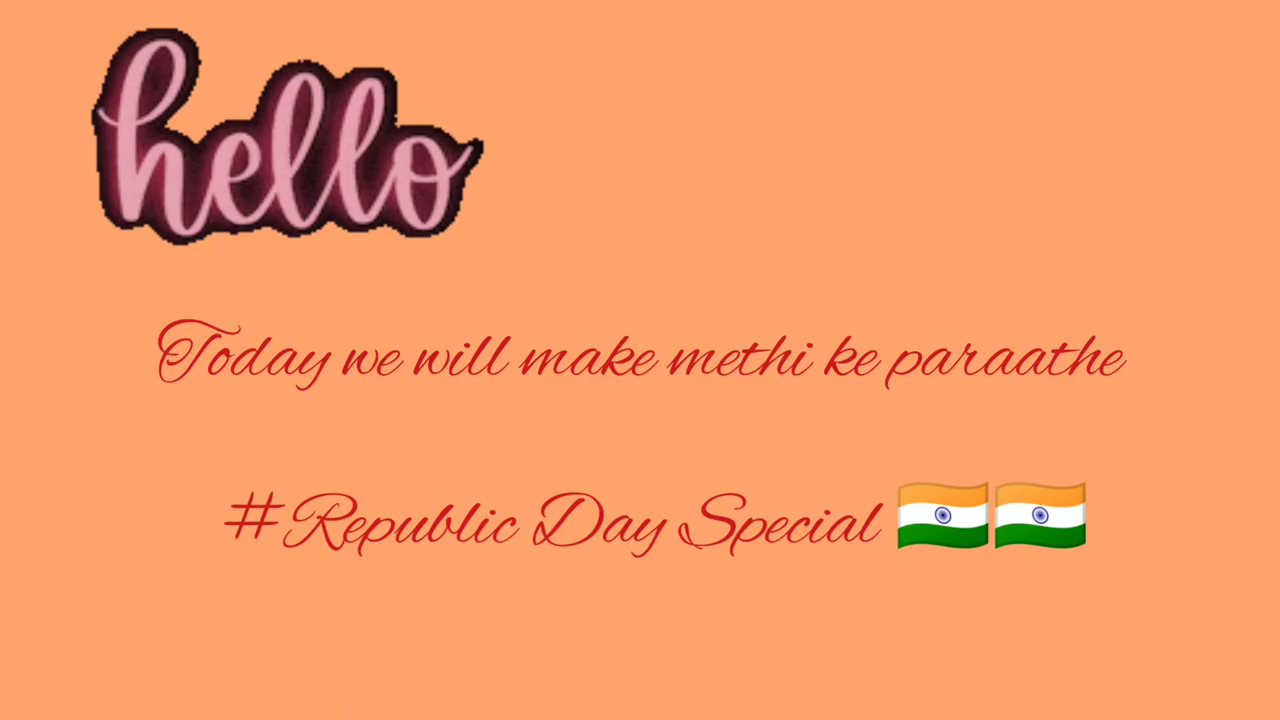 hello
Today we will make methi ke paraathe
#Republic Day Special 🇮🇳🇮🇳